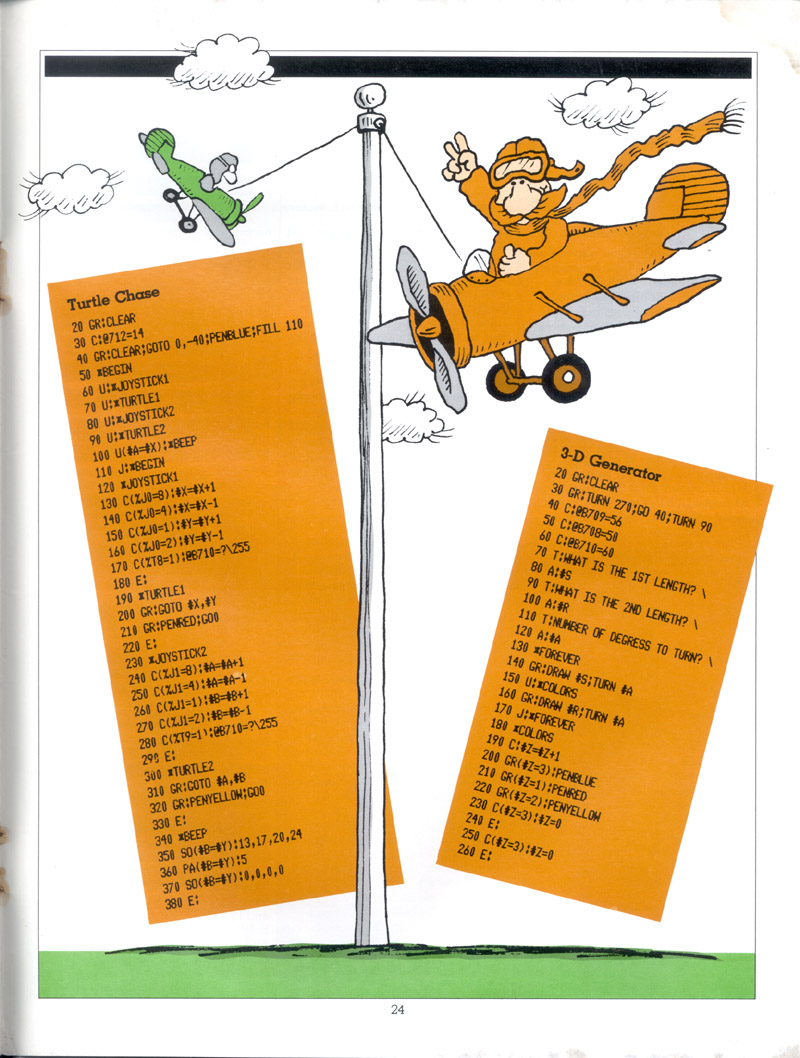 Turtle Chase
20 GR:CLEAR
30 C:@712=14
40 GR:CLEAR;GOTO 0,-40;PENBLUE;FILL 110
50 *BEGIN
60 U:*JOYSTICK1
70 U:*TURTLE1
80 U:*JOYSTICK2
90 U:*TURTLE2
100 U(#A=#X):*BEEP
110 J:*BEGIN
120 *JOYSTICK1
130 C(%J0=8):#X=#X+1
140 C(%J0=4):#X=#X-1
150 C(%J0=1):#Y=#Y+1
160 C(%J0=2):#Y=#Y-1
170 C(%T8=1):@B710=?\255
180 E:
190 *TURTLE1
200 GR:GOTO #X,#Y
210 GR:PENRED;GO0
220 E:
230 *JOYSTICK2
240 C(%J1=8):#A=#A+1
250 C(%J1=4):#A=#A-1
260 C(%J1=1):#B=#B+1
270 C(%J1=2):#B=#B-1
280 C(%T9=1):@B710=?\255
290 E:
300 *TURTLE2
310 GR:GOTO #A,#B
320 GR:PENYELLOW;GO0
330 E:
340 *BEEP
350 SO(#B=#Y):13,17,20,24
360 PA(#B=#Y):5
370 SO(#B=#Y):0,0,0,0
380 E:
3-D Generator
20 GR:CLEAR
30 GR:TURN 270;GO 40;TURN 90
40 C:@B709=56
50 C:@B708=50
60 C:@B710=60
70 T:WHAT IS THE 1ST LENGTH? \
80 A:#S
90 T:WHAT IS THE 2ND LENGTH? \
100 A:#R
110 T:NUMBER OF DEGRESS TO TURN? \
120 A:#A
130 *FOREVER
140 GR:DRAW #S;TURN #A
150 U:*COLORS
160 GR:DRAW #R;TURN #A
170 J:*FOREVER
180 *COLORS
190 C:#Z=#Z+1
200 GR(#Z=3):PENBLUE
210 GR(#Z=1):PENRED
220 GR(#Z=2):PENYELLOW
230 C(#Z=3):#Z=0
240 E:
250 C(#Z=3):#Z=0
260 E:
24